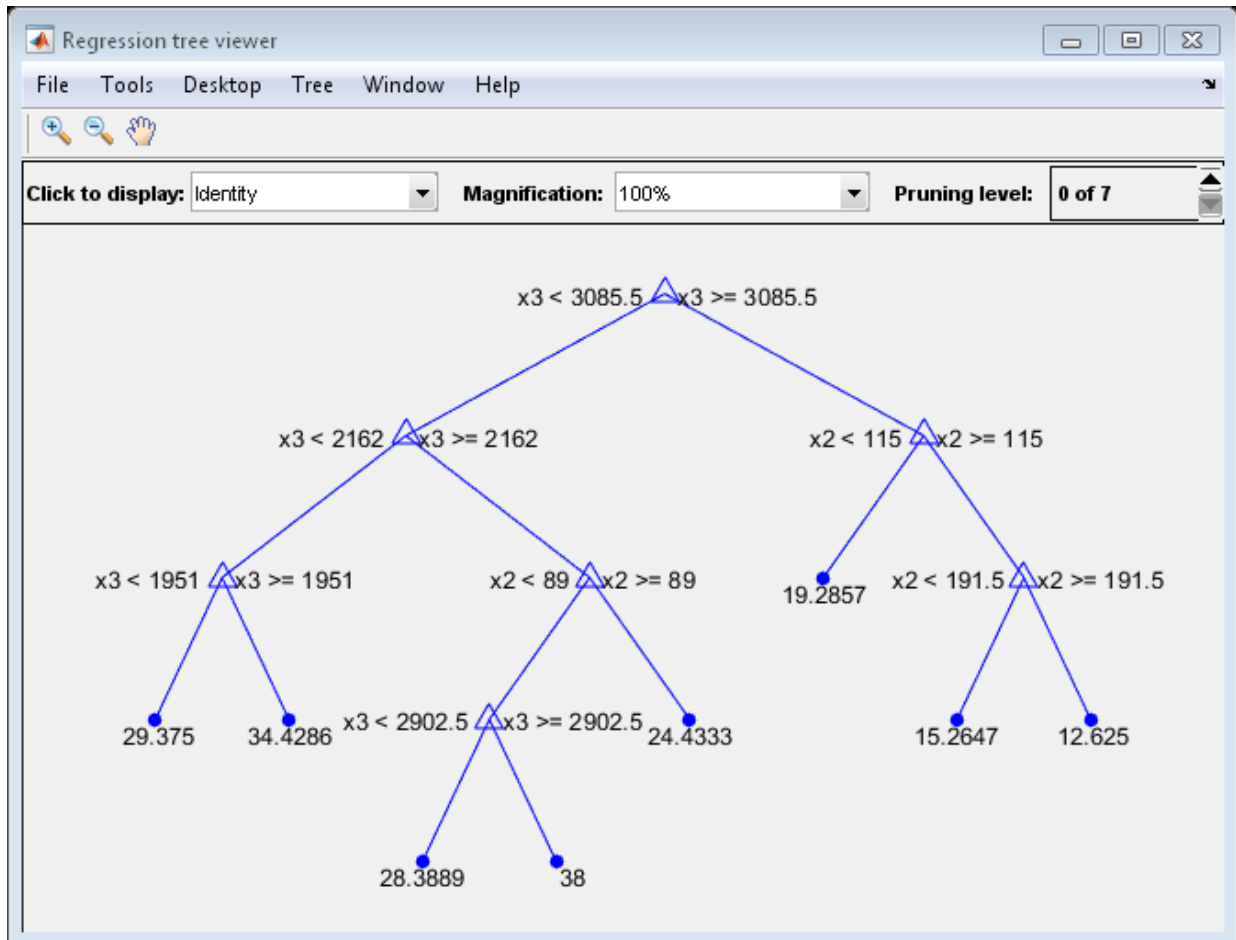 Regression tree viewer
File Tools Desktop Tree Window Help
Click to display: Identity Magnification: 100% Pruning level: 0 of 7
x3 < 3085.5 x3 >= 3085.5
x3 < 2162 x3 >= 2162 x2 < 115 x2 >= 115
x3 < 1951 x3 >= 1951 x2 < 89 x2 >= 89 19.2857 x2 < 191.5 x2 >= 191.5
29.375 34.4286 x3 < 2902.5 x3 >= 2902.5 24.4333 15.2647 12.625
28.3889 38